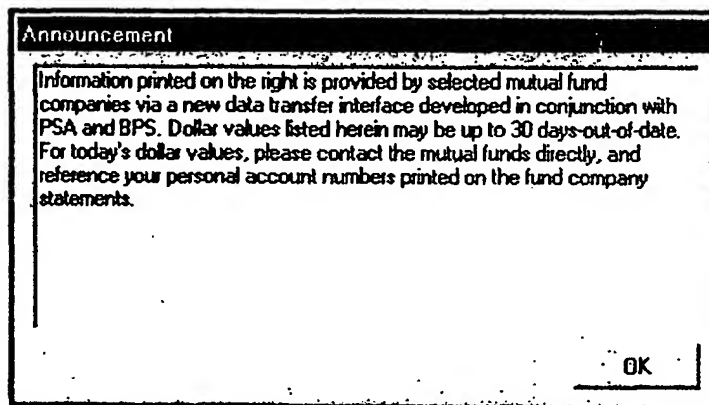 Announcement
Information printed on the right is provided by selected mutual fund
companies via a new data transfer interface developed in conjunction with
PSA and BPS. Dollar values listed herein may be up to 30 days-out-of-date.
For today's dollar values, please contact the mutual funds directly, and
reference your personal account numbers printed on the fund company
statements.
OK